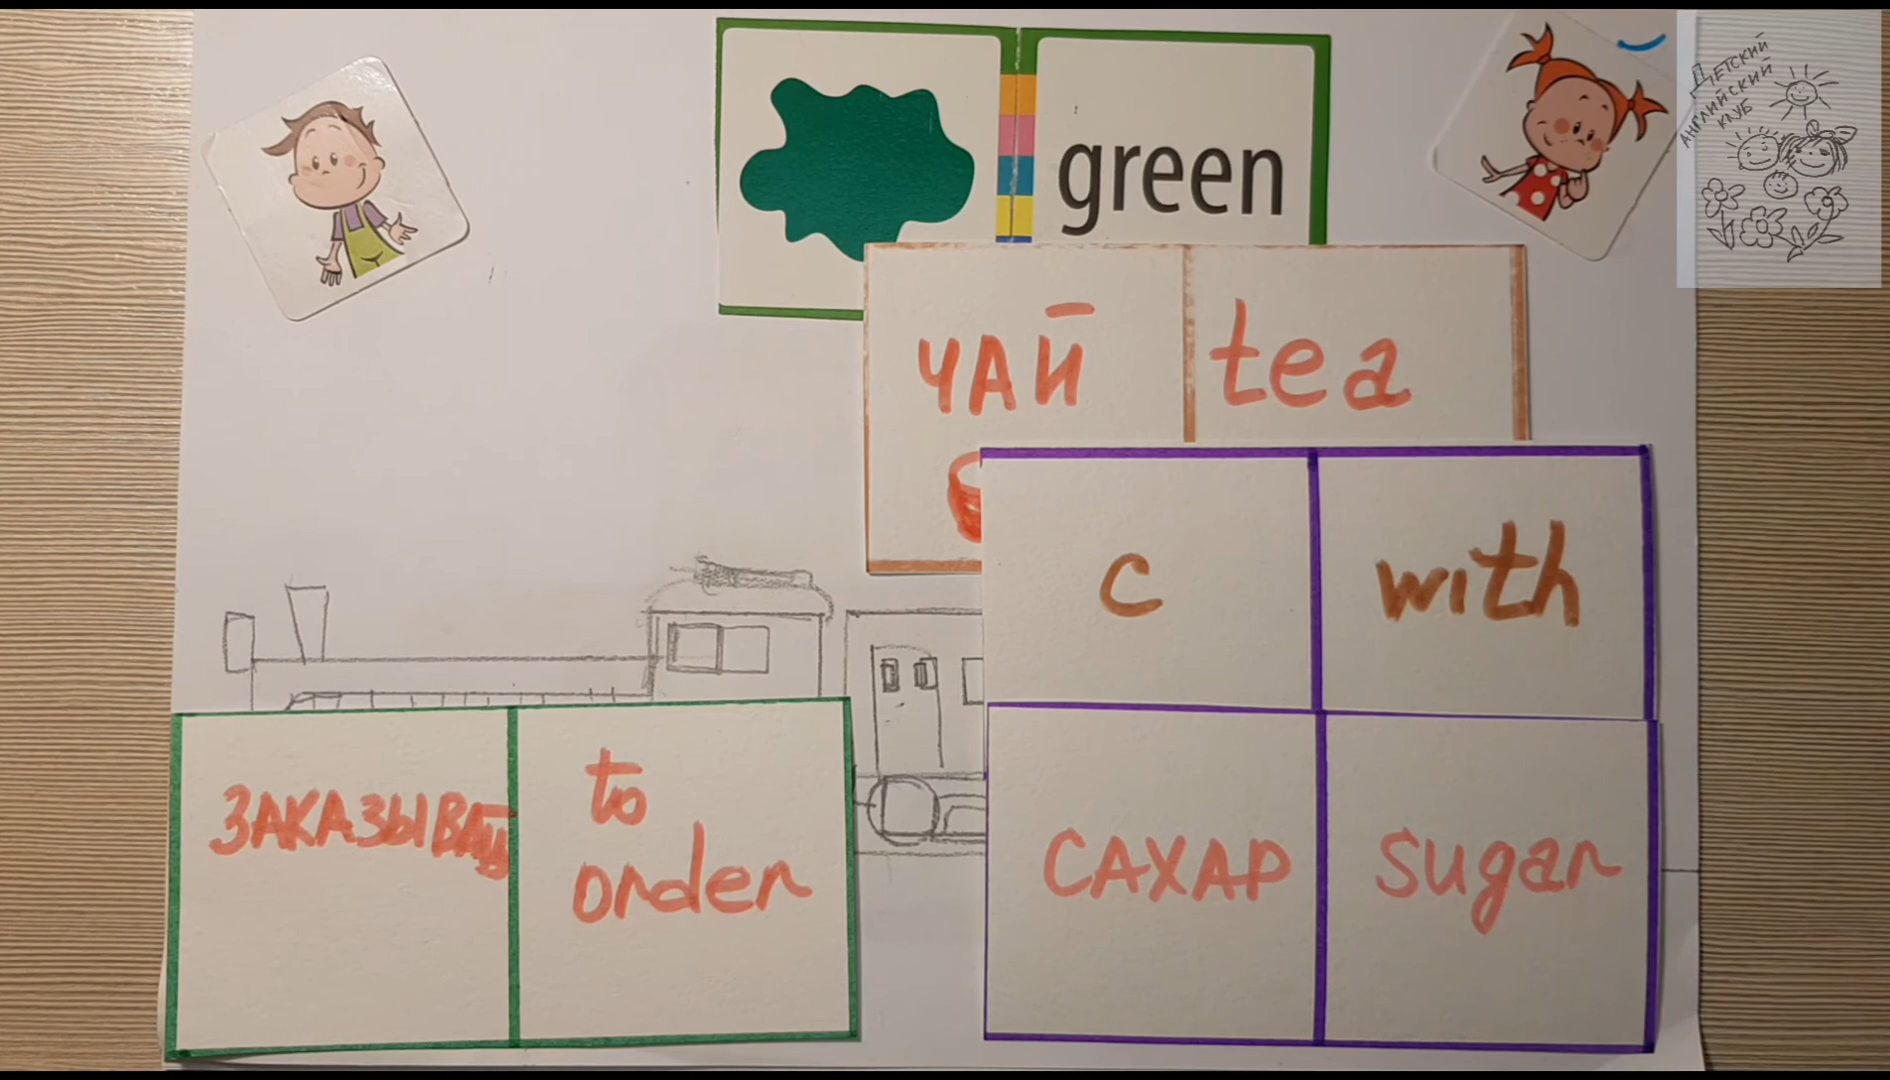 green
ЧАЙ
tea
с
with
САХАР
sugar
ЗАКАЗЫВАТЬ
to
order
ДЕТСКИЙ
АНГЛИЙСКИЙ
КЛУБ